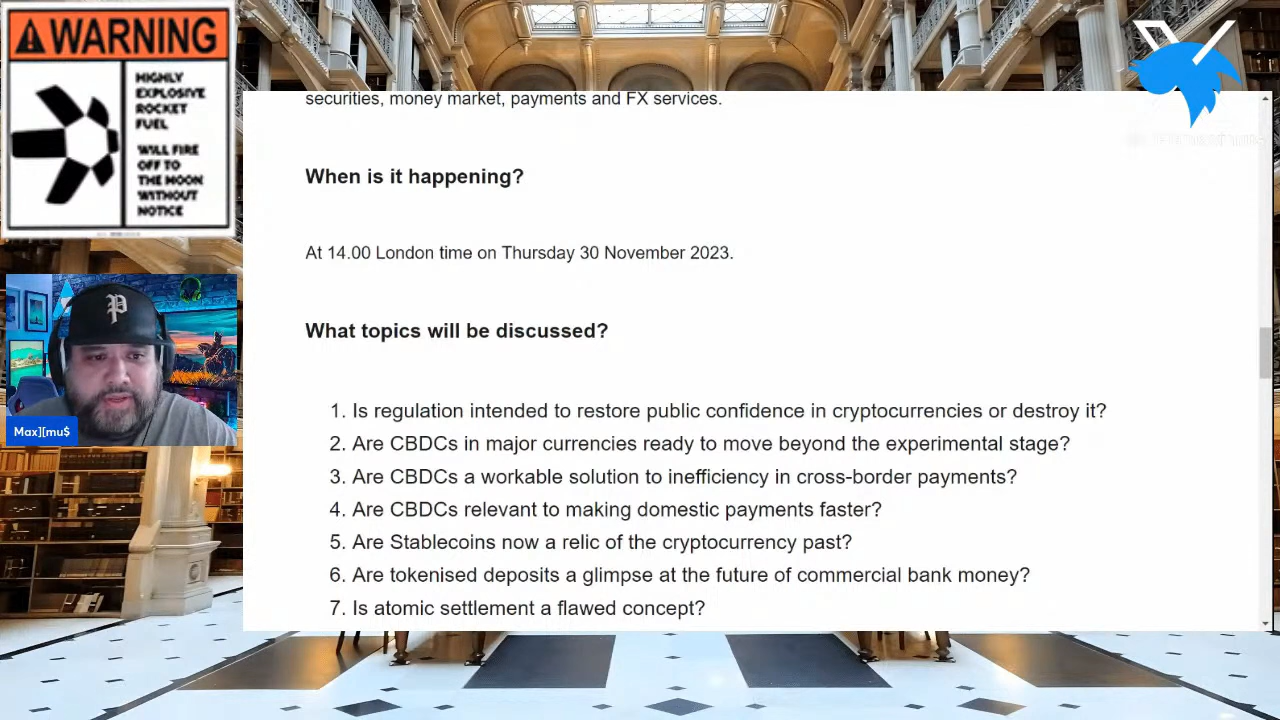 WARNING
HIGHLY
EXPLOSIVE
ROCKET
FUEL
WILL FIRE
OFF TO
THE MOON
WITHOUT
NOTICE
securities, money market, payments and FX services.
When is it happening?
At 14.00 London time on Thursday 30 November 2023.
What topics will be discussed?
1. Is regulation intended to restore public confidence in cryptocurrencies or destroy it?
2. Are CBDCs in major currencies ready to move beyond the experimental stage?
3. Are CBDCs a workable solution to inefficiency in cross-border payments?
4. Are CBDCs relevant to making domestic payments faster?
5. Are Stablecoins now a relic of the cryptocurrency past?
6. Are tokenised deposits a glimpse at the future of commercial bank money?
7. Is atomic settlement a flawed concept?
P
Max][mu$